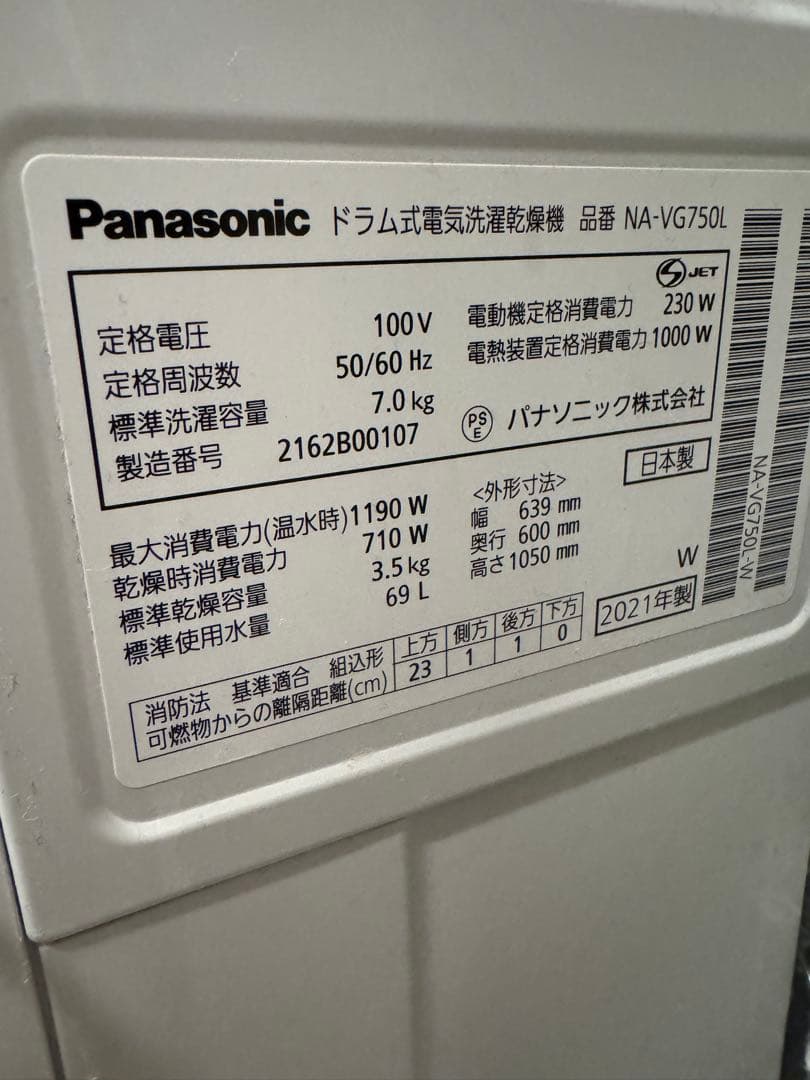 Panasonic ドラム式電気洗濯乾燥機 品番 NA-VG750L
JET
定格電圧 100V
定格周波数 50/60 Hz
標準洗濯容量 7.0 kg
製造番号 2162B00107
電動機定格消費電力 230 W
電熱装置定格消費電力 1000 W
PS E パナソニック株式会社
最大消費電力(温水時) 1190 W
乾燥時消費電力 710 W
標準乾燥容量 3.5 kg
標準使用水量 69 L
<外形寸法>
幅 639 mm
奥行 600 mm
高さ 1050 mm
日本製
W
2021年製
消防法 基準適合 組込形
可燃物からの離隔距離(cm)
上方 側方 後方 下方
23 1 1 0
NA-VG750L-W